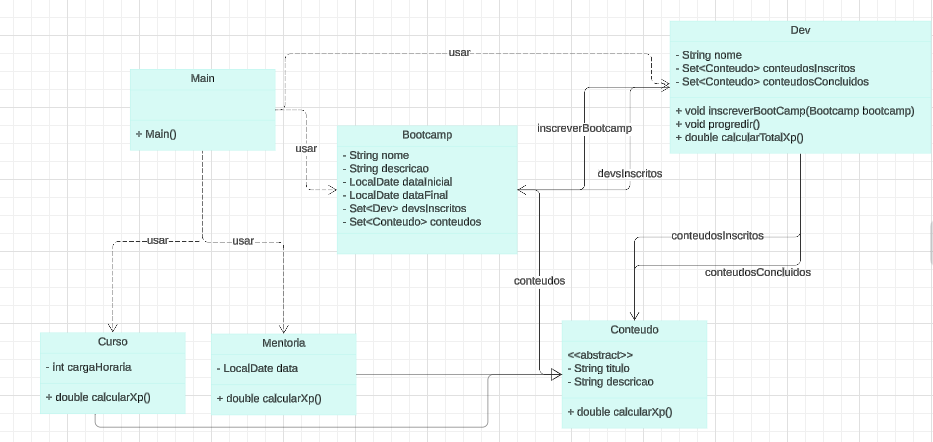 Dev
- String nome
- Set<Conteudo> conteudosInscritos
- Set<Conteudo> conteudosConcluidos
+ void inscreverBootCamp(Bootcamp bootcamp)
+ void progredir()
+ double calcularTotalXp()
usar
Main
+ Main()
usar
Bootcamp
- String nome
- String descricao
- LocalDate dataInicial
- LocalDate dataFinal
- Set<Dev> devsInscritos
- Set<Conteudo> conteudos
inscreverBootcamp
devsInscritos
usar
usar
conteudosInscritos
conteudosConcluidos
conteudos
Curso
- int cargaHoraria
+ double calcularXp()
Mentoria
- LocalDate data
+ double calcularXp()
Conteudo
<<abstract>>
- String titulo
- String descricao
+ double calcularXp()